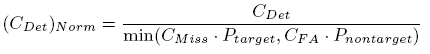 (C_{Det})_{Norm} = \frac{C_{Det}}{\min(C_{Miss} \cdot P_{target}, C_{FA} \cdot P_{nontarget})}